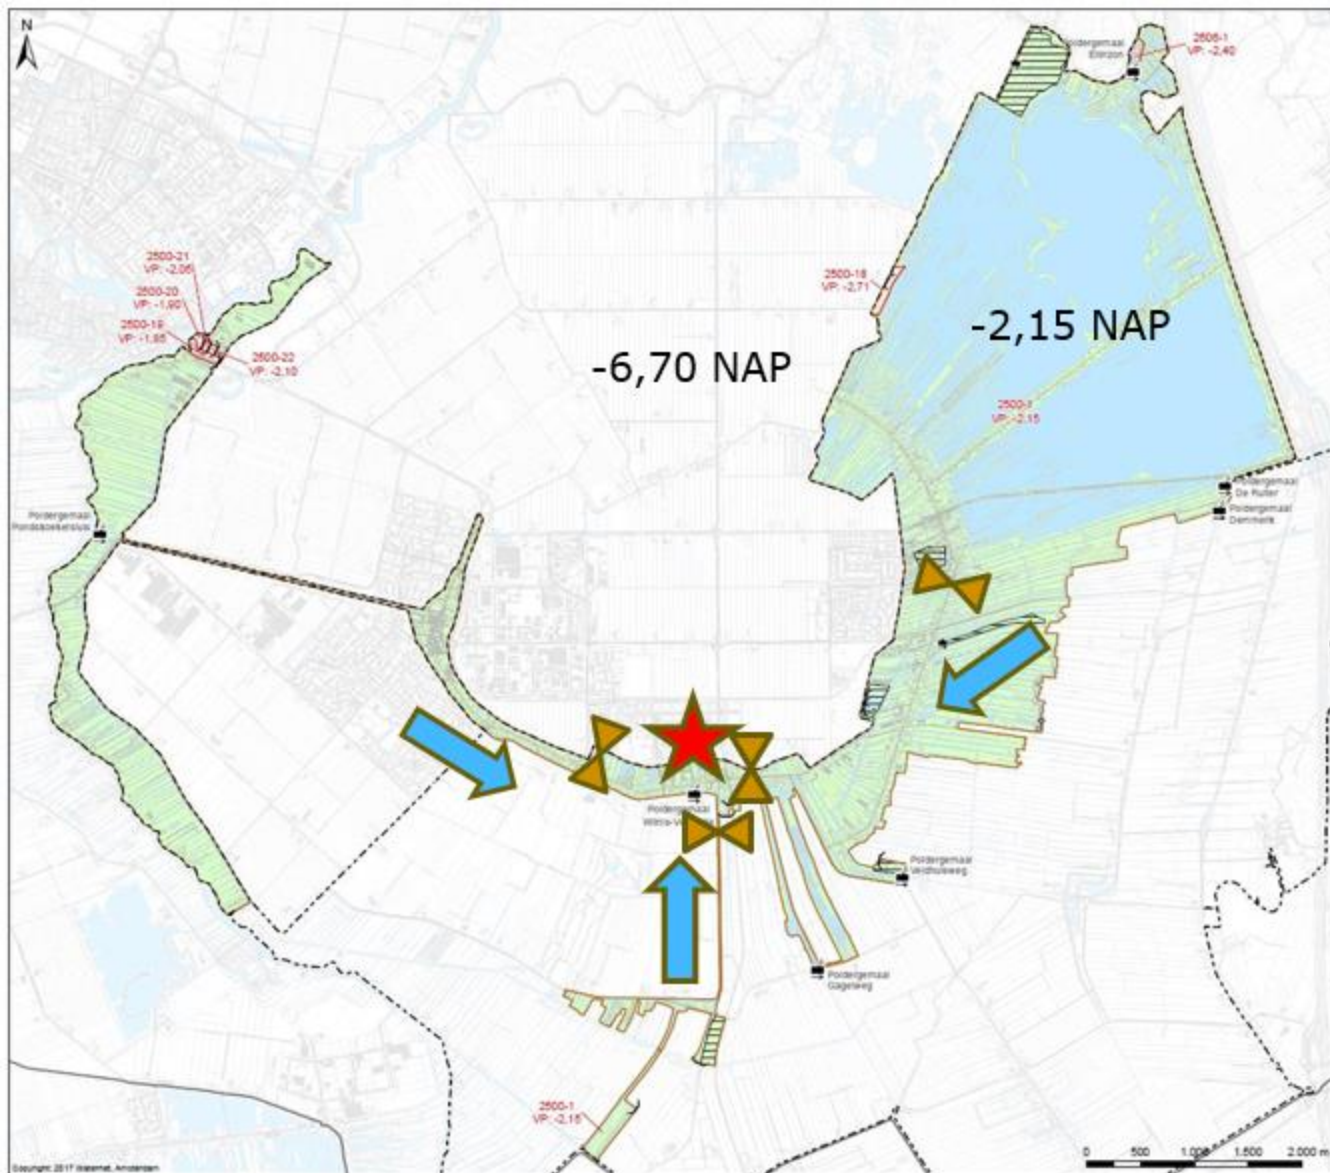 N
Poldergemaal
2506-1
VP: -2,40
2500-21
VP: -2,05
2500-20
VP: -1,90
2500-19
VP: -1,85
2500-22
VP: -2,10
2500-18
VP: -2,71
-2,15 NAP
-6,70 NAP
2500-1
VP: -2,15
Poldergemaal
De Ruiter
Poldergemaal
Demmerik
Poldergemaal
Poldergemaal
Poldergemaal
Veldhuisweg
Poldergemaal
Gagelweg
2500-1
VP: -2,15
0 500 1.000 1.500 2.000 m
Copyright: 2017 Waternet, Amsterdam